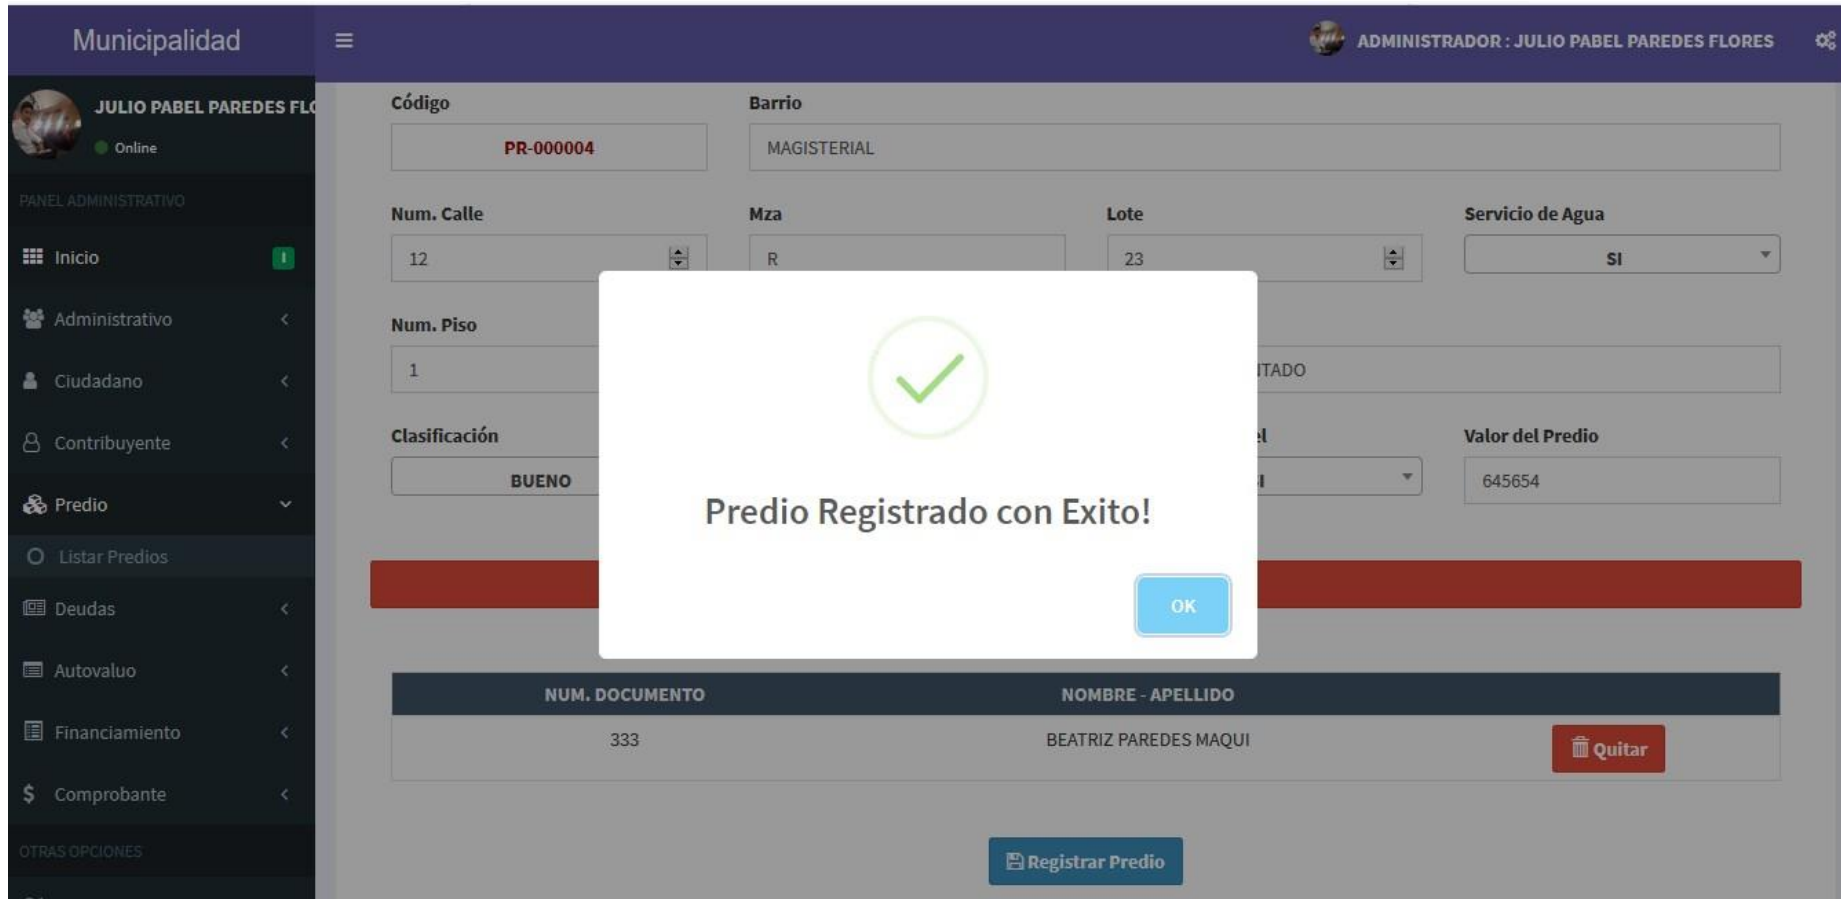 Municipalidad
ADMINISTRADOR : JULIO PABEL PAREDES FLORES
JULIO PABEL PAREDES FLO
Online
PANEL ADMINISTRATIVO
Inicio
I
Administrativo
Ciudadano
Contribuyente
Predio
Listar Predios
Deudas
Autovaluo
Financiamiento
Comprobante
OTRAS OPCIONES
Código
Barrio
PR-000004
MAGISTERIAL
Num. Calle
Mza
Lote
Servicio de Agua
12
R
23
SI
Num. Piso
1
ITADO
Clasificación
Valor del Predio
BUENO
645654
Predio Registrado con Exito!
OK
NUM. DOCUMENTO
NOMBRE - APELLIDO
333
BEATRIZ PAREDES MAQUI
Quitar
Registrar Predio